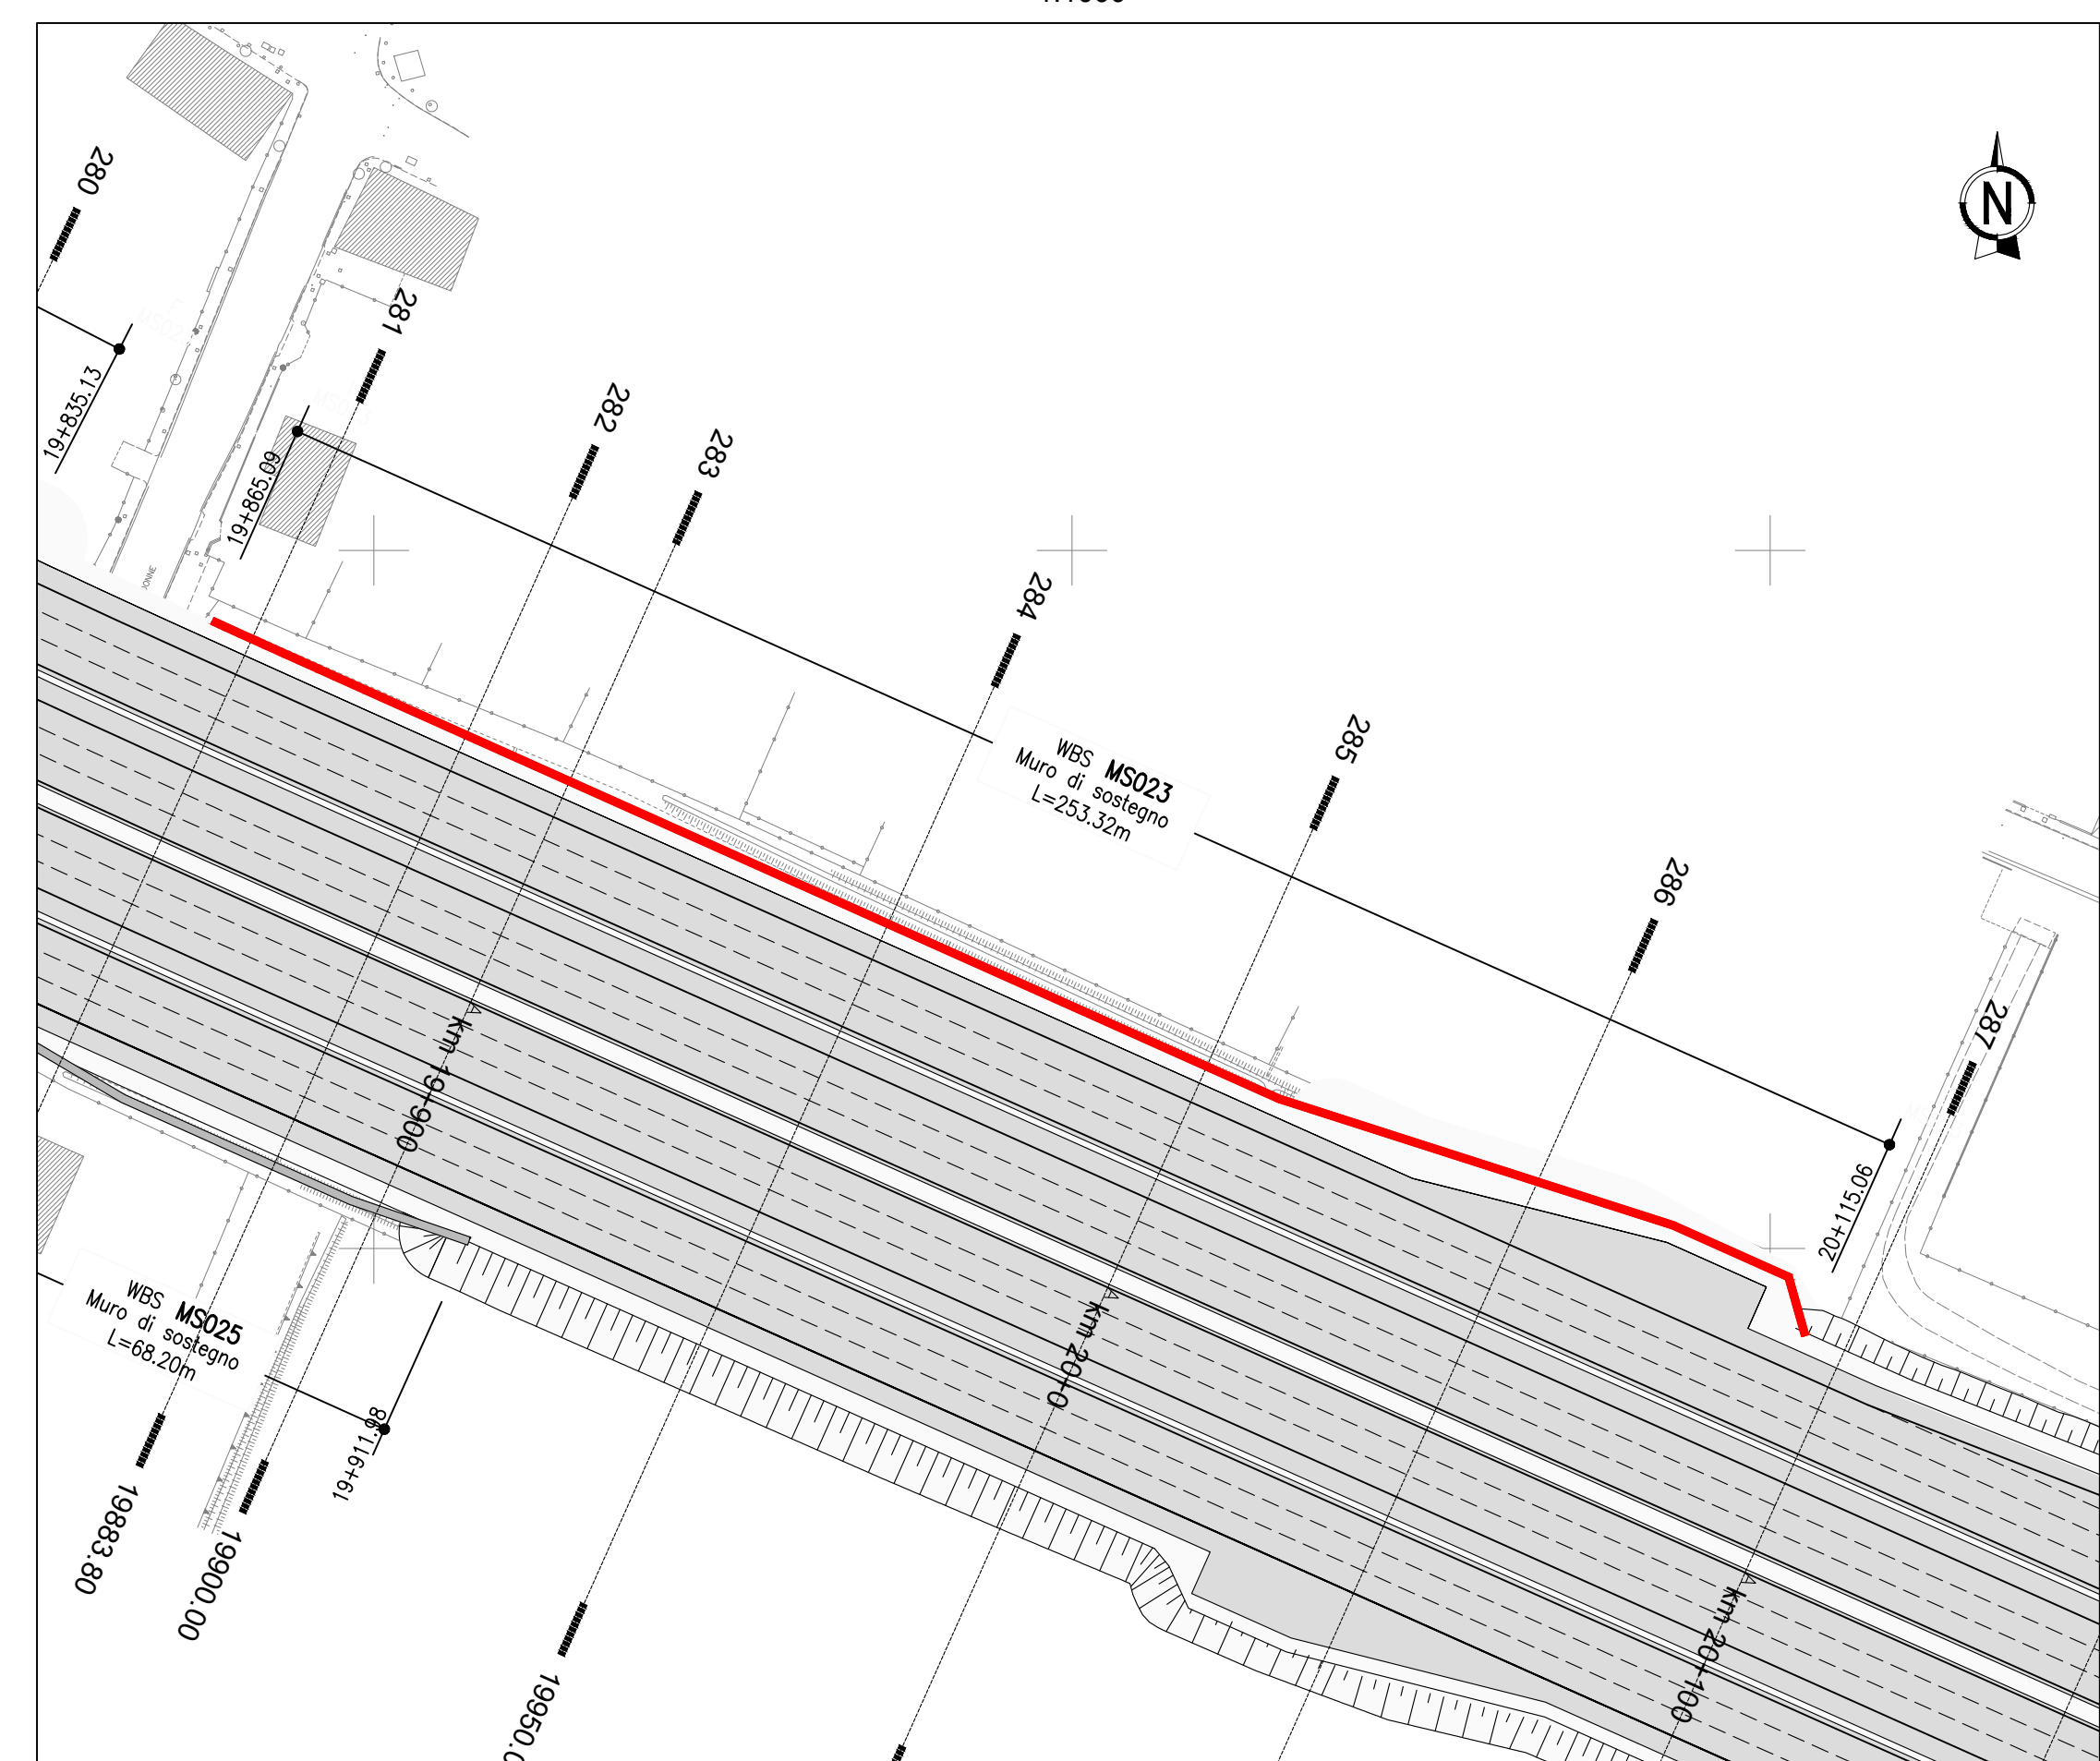 N
280
281
282
283
284
285
286
287
19+835.13
19+865.09
WBS MS023
Muro di sostegno
L=253.32m
20+115.06
km 19+900
km 20+0
km 20+100
WBS MS025
Muro di sostegno
L=68.20m
19+911.98
19883.80
19900.00